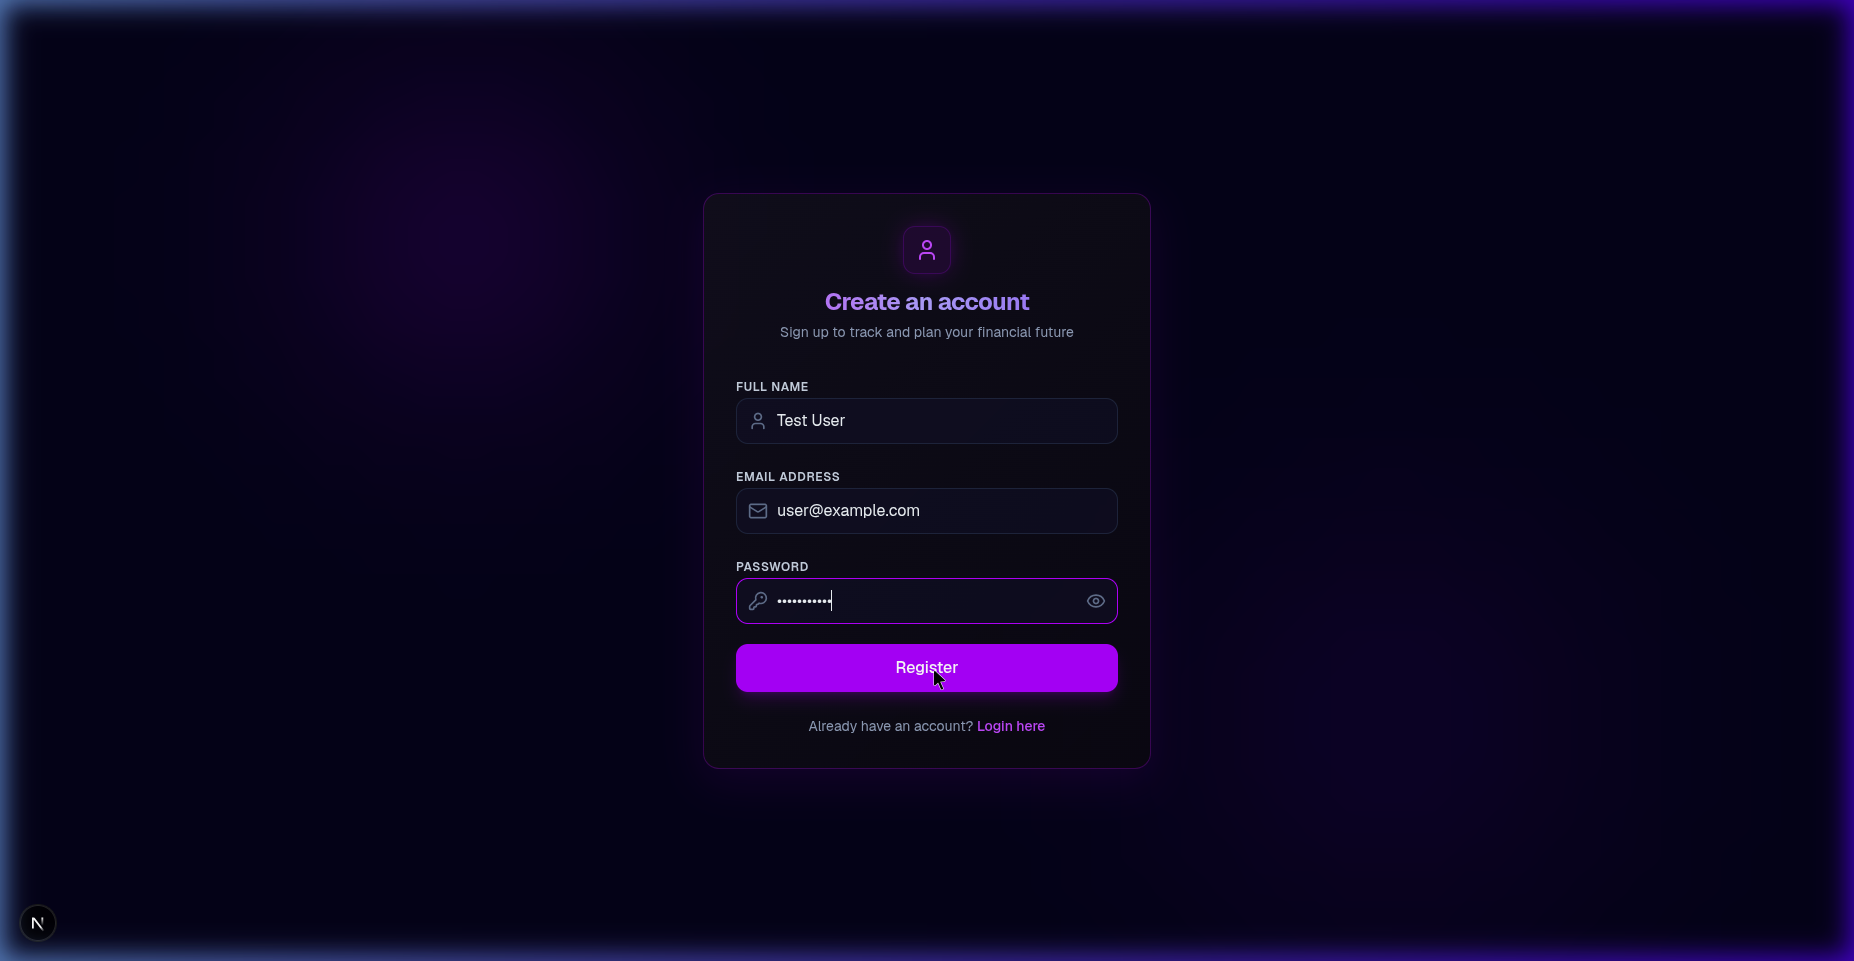 Create an account
Sign up to track and plan your financial future
FULL NAME
Test User
EMAIL ADDRESS
user@example.com
PASSWORD
•••••••••••
Register
Already have an account? Login here
N